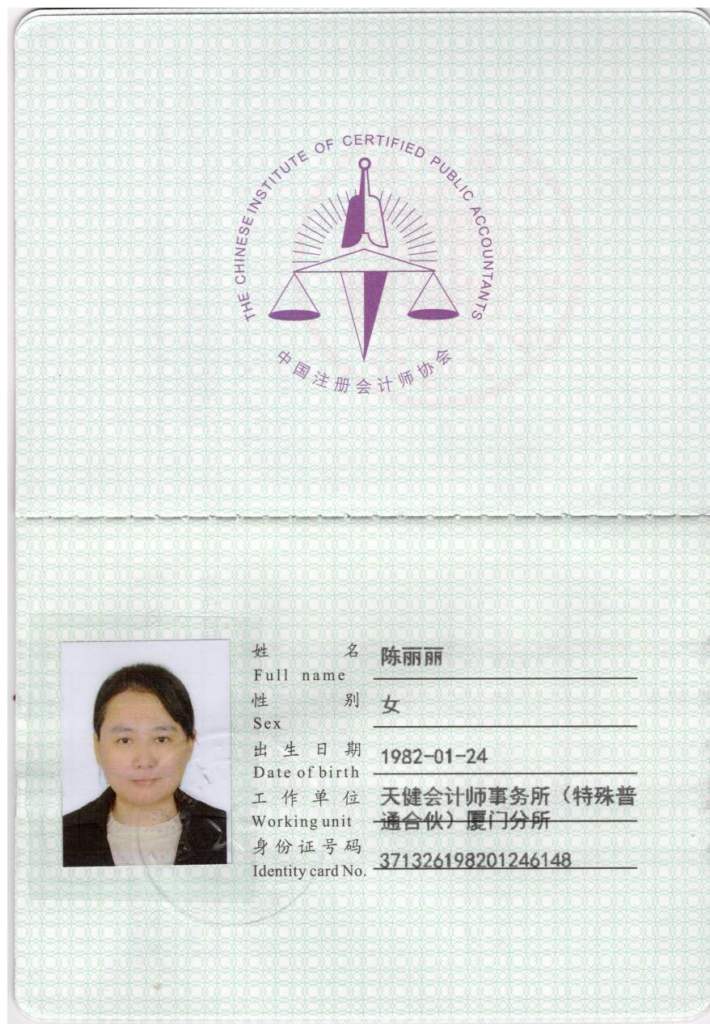 THE CHINESE INSTITUTE OF CERTIFIED PUBLIC ACCOUNTANTS
中国注册会计师协会
姓 名 陈丽丽
Full name
性 别 女
Sex
出生日期 1982-01-24
Date of birth
工作单位 天健会计师事务所（特殊普
Working unit 通合伙）厦门分所
身份证号码 371326198201246148
Identity card No.